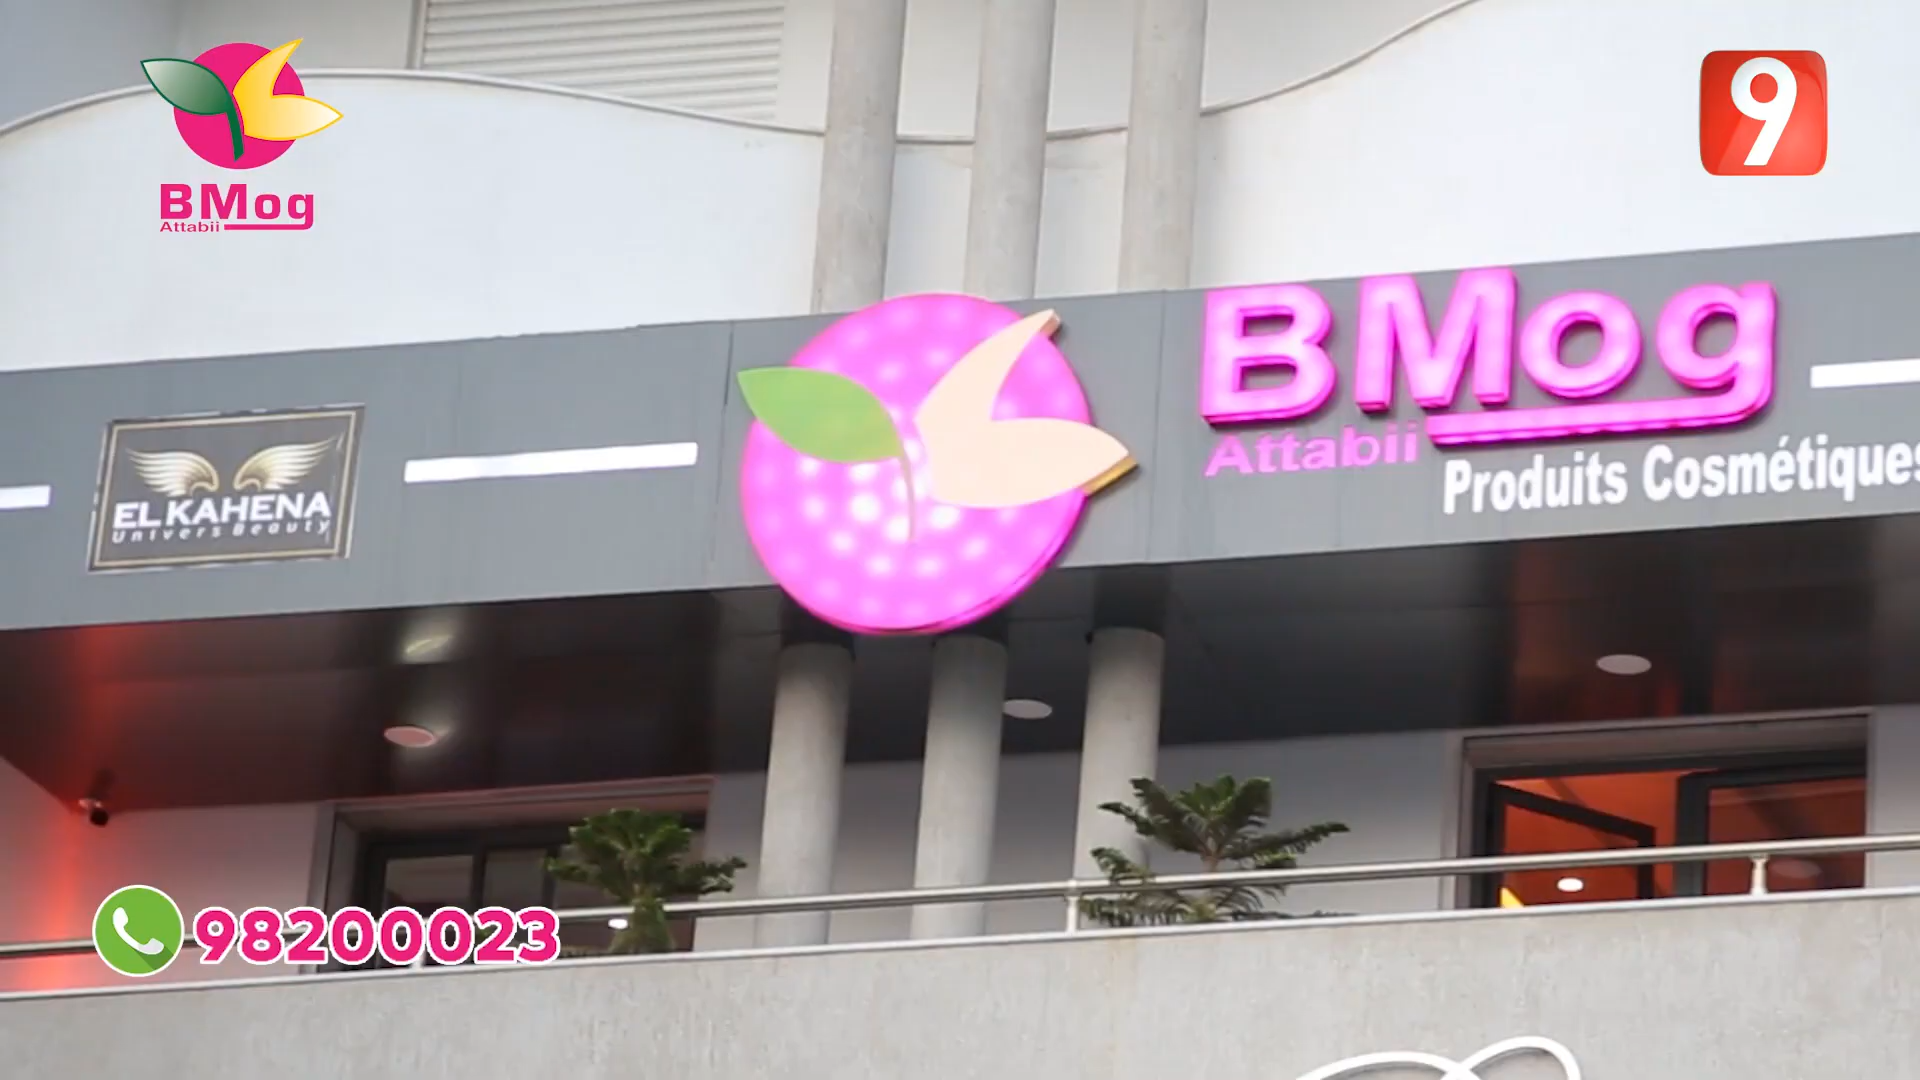 BMog
Attabii
9
BMog
Attabii
Produits Cosmétiques
EL KAHENA
Univers Beauty
98200023